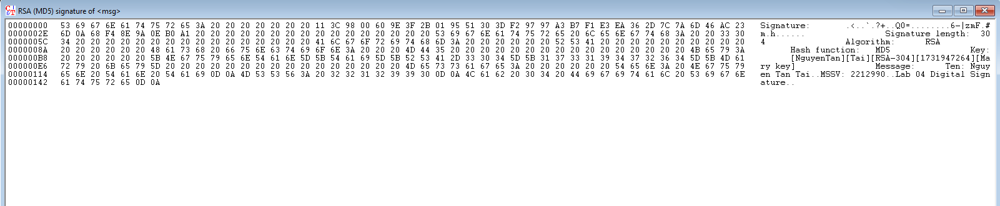 RSA (MD5) signature of <msg>
00000000 53 69 67 6E 61 74 75 72 65 3A 20 20 20 20 20 20 20 11 3C 98 00 60 9E 3F 2B 01 95 51 30 3D F2 97 97 A3 B7 F1 E3 EA 36 2D 7C 7A 6D 46 AC 23 Signature:       .<..`.?+..Q0=........6-|zmF.#
0000002E 6D 0A 68 F4 8E 9A 0E B0 A1 20 20 20 20 20 20 20 20 20 20 20 20 20 20 20 20 53 69 67 6E 61 74 75 72 65 20 6C 65 6E 67 74 68 3A 20 20 33 30 m.h......                Signature length:  30
0000005C 34 20 20 20 20 20 20 20 20 20 20 20 20 20 20 20 20 41 6C 67 6F 72 69 74 68 6D 3A 20 20 20 20 20 20 52 53 41 20 20 20 20 20 20 20 20 20 20 4                Algorithm:      RSA
0000008A 20 20 20 20 20 20 48 61 73 68 20 66 75 6E 63 74 69 6F 6E 3A 20 20 20 4D 44 35 20 20 20 20 20 20 20 20 20 20 20 20 20 20 20 20 4B 65 79 3A Hash function:   MD5                Key:
000000B8 20 20 20 20 20 20 5B 4E 67 75 79 65 6E 54 61 6E 5D 5B 54 61 69 5D 5B 52 53 41 2D 33 30 34 5D 5B 31 37 33 31 39 34 37 32 36 34 5D 5B 4D 61 [NguyenTan][Tai][RSA-304][1731947264][Ma
000000E6 72 79 20 6B 65 79 5D 20 20 20 20 20 20 20 20 20 20 20 20 20 20 20 20 4D 65 73 73 61 67 65 3A 20 20 20 20 20 20 54 65 6E 3A 20 4E 67 75 79 ry key]                Message:      Ten: Nguy
00000114 65 6E 20 54 61 6E 20 54 61 69 0D 0A 4D 53 53 56 3A 20 32 32 31 32 39 39 30 0D 0A 4C 61 62 20 30 34 20 44 69 67 69 74 61 6C 20 53 69 67 6E en Tan Tai..MSSV: 2212990..Lab 04 Digital Sign
00000142 61 74 75 72 65 0D 0A ature..